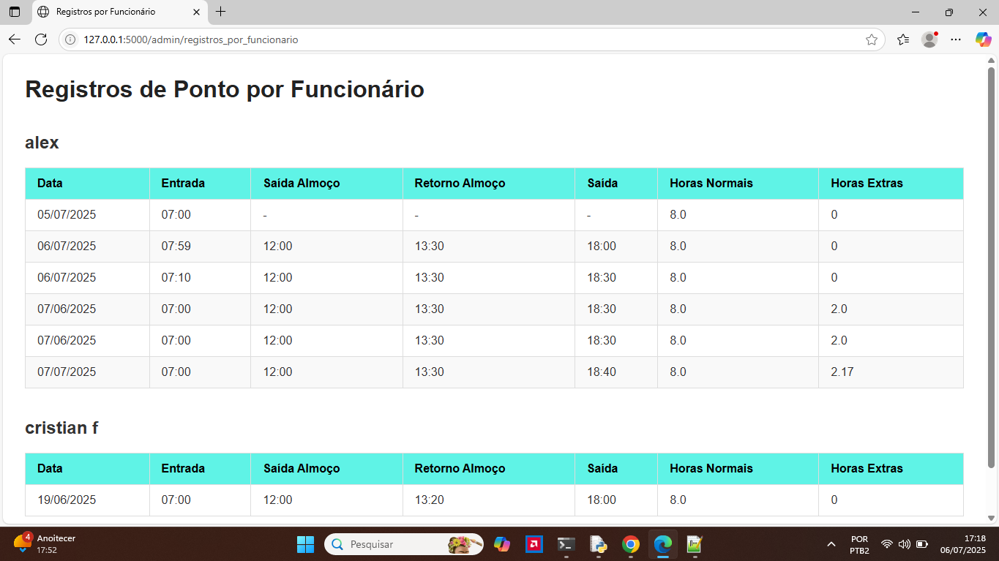 Registros por Funcionário
127.0.0.1:5000/admin/registros_por_funcionario
Registros de Ponto por Funcionário
alex
Data Entrada Saída Almoço Retorno Almoço Saída Horas Normais Horas Extras
05/07/2025 07:00 - - - 8.0 0
06/07/2025 07:59 12:00 13:30 18:00 8.0 0
06/07/2025 07:10 12:00 13:30 18:30 8.0 0
07/06/2025 07:00 12:00 13:30 18:30 8.0 2.0
07/06/2025 07:00 12:00 13:30 18:30 8.0 2.0
07/07/2025 07:00 12:00 13:30 18:40 8.0 2.17
cristian f
Data Entrada Saída Almoço Retorno Almoço Saída Horas Normais Horas Extras
19/06/2025 07:00 12:00 13:20 18:00 8.0 0
4
Anoitecer
17:52
Pesquisar
POR
PTB2
17:18
06/07/2025